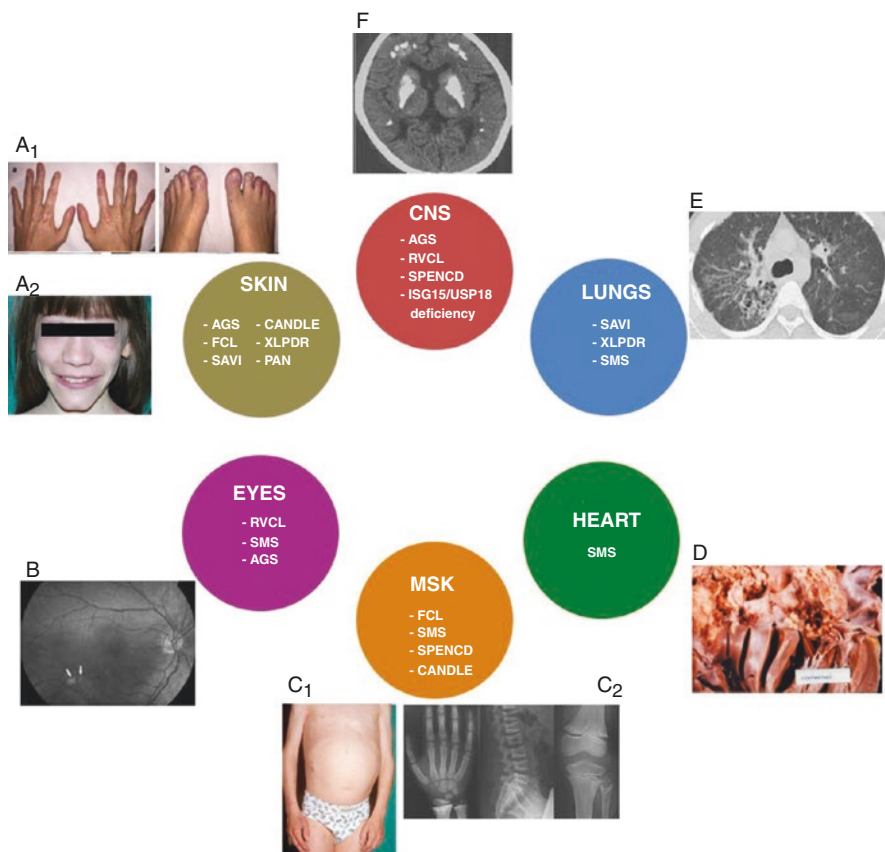 F
A1
a
b
CNS
- AGS
- RVCL
- SPENCD
- ISG15/USP18
deficiency
E
SKIN
- AGS - CANDLE
- FCL - XLPDR
- SAVI - PAN
LUNGS
- SAVI
- XLPDR
- SMS
A2
EYES
- RVCL
- SMS
- AGS
HEART
SMS
B
MSK
- FCL
- SMS
- SPENCD
- CANDLE
D
C1
C2